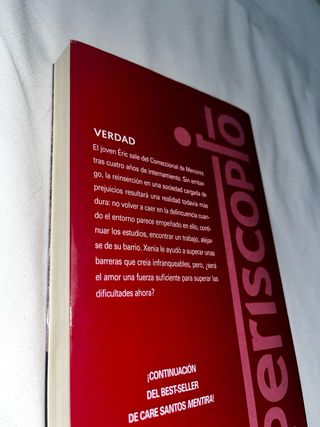 VERDAD
El joven Éric sale del Correccional de Menores
tras cuatro años de internamiento. Sin embar-
go, la reinserción en una sociedad cargada de
prejuicios resultará una realidad todavía más
dura: no volver a caer en la delincuencia cuan-
do el entorno parece empeñado en ello, conti-
nuar los estudios, encontrar un trabajo, alejar-
se de su barrio. Xenia le ayudó a superar unas
barreras que creía infranqueables, pero, ¿será
el amor una fuerza suficiente para superar las
dificultades ahora?
¡CONTINUACIÓN
DEL BEST-SELLER
DE CARE SANTOS MENTIRA!
periscopio